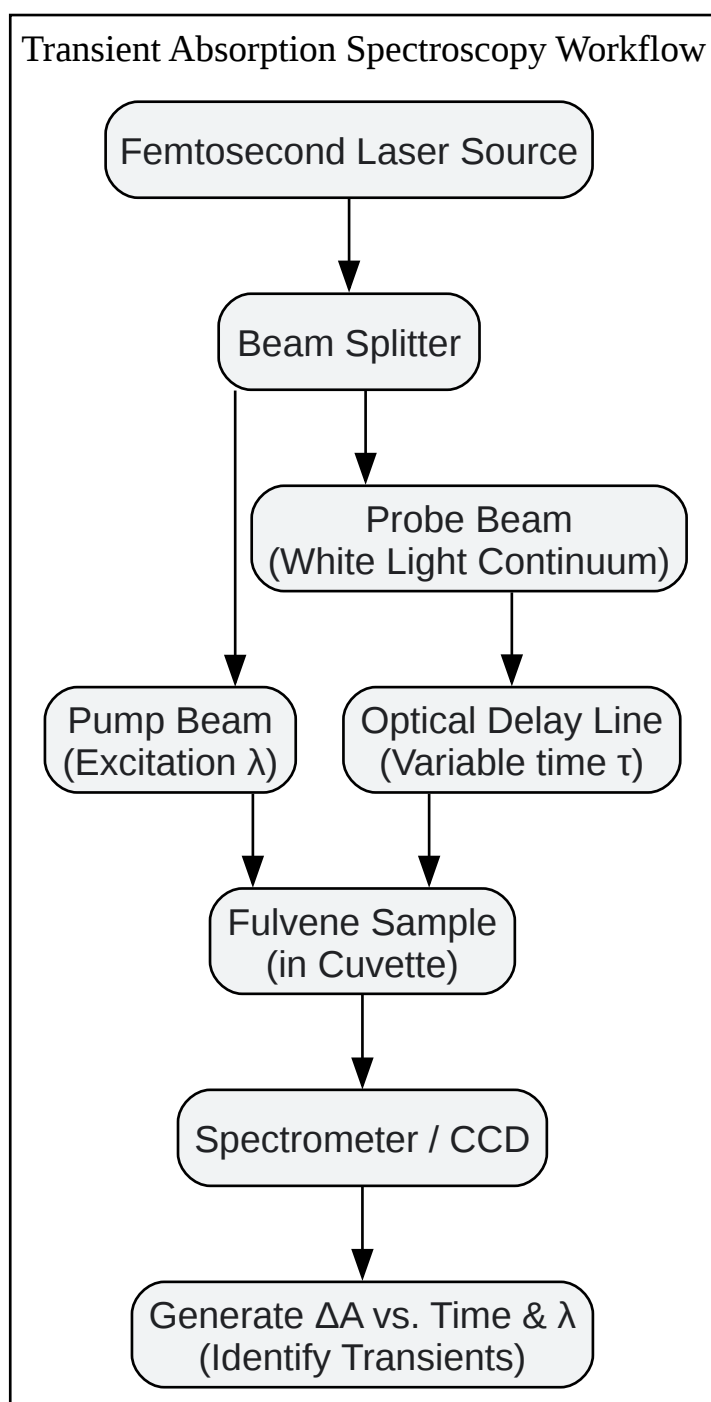 Transient Absorption Spectroscopy Workflow
Femtosecond Laser Source
Beam Splitter
Probe Beam
(White Light Continuum)
Pump Beam
(Excitation λ)
Optical Delay Line
(Variable time τ)
Fulvene Sample
(in Cuvette)
Spectrometer / CCD
Generate ΔA vs. Time & λ
(Identify Transients)